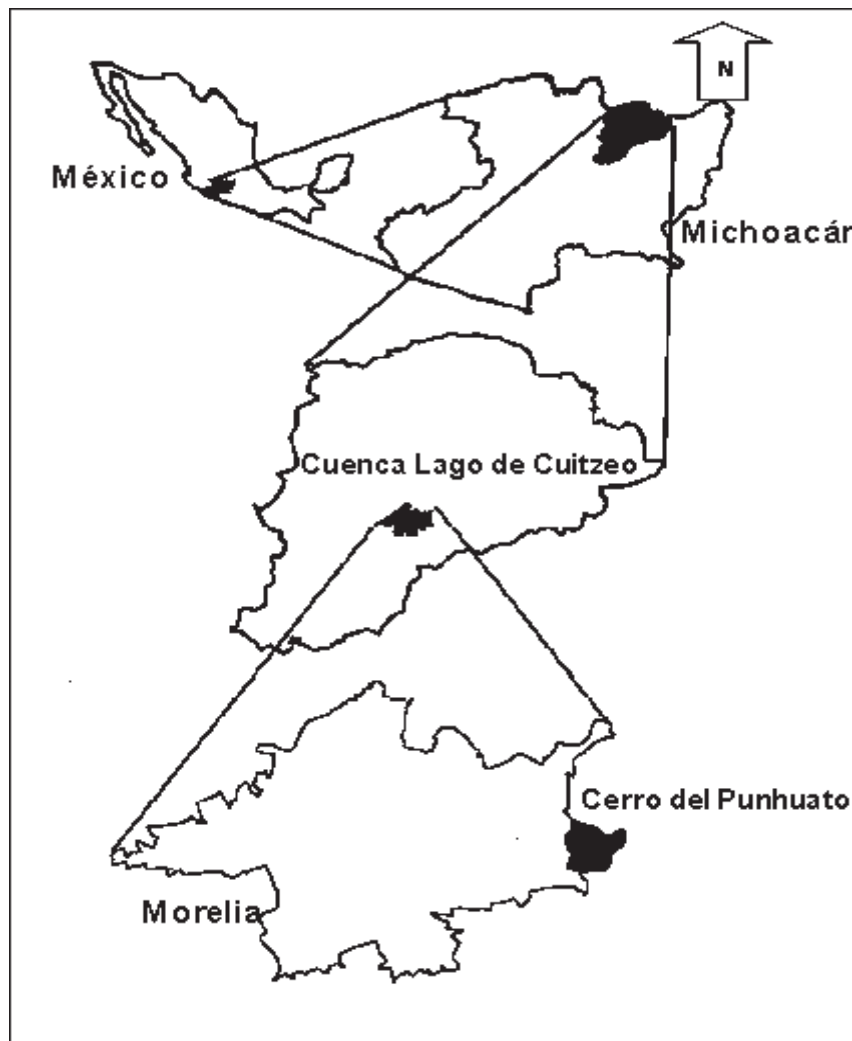 N
México
Michoacán
Cuenca Lago de Cuitzeo
Cerro del Punhuato
Morelia